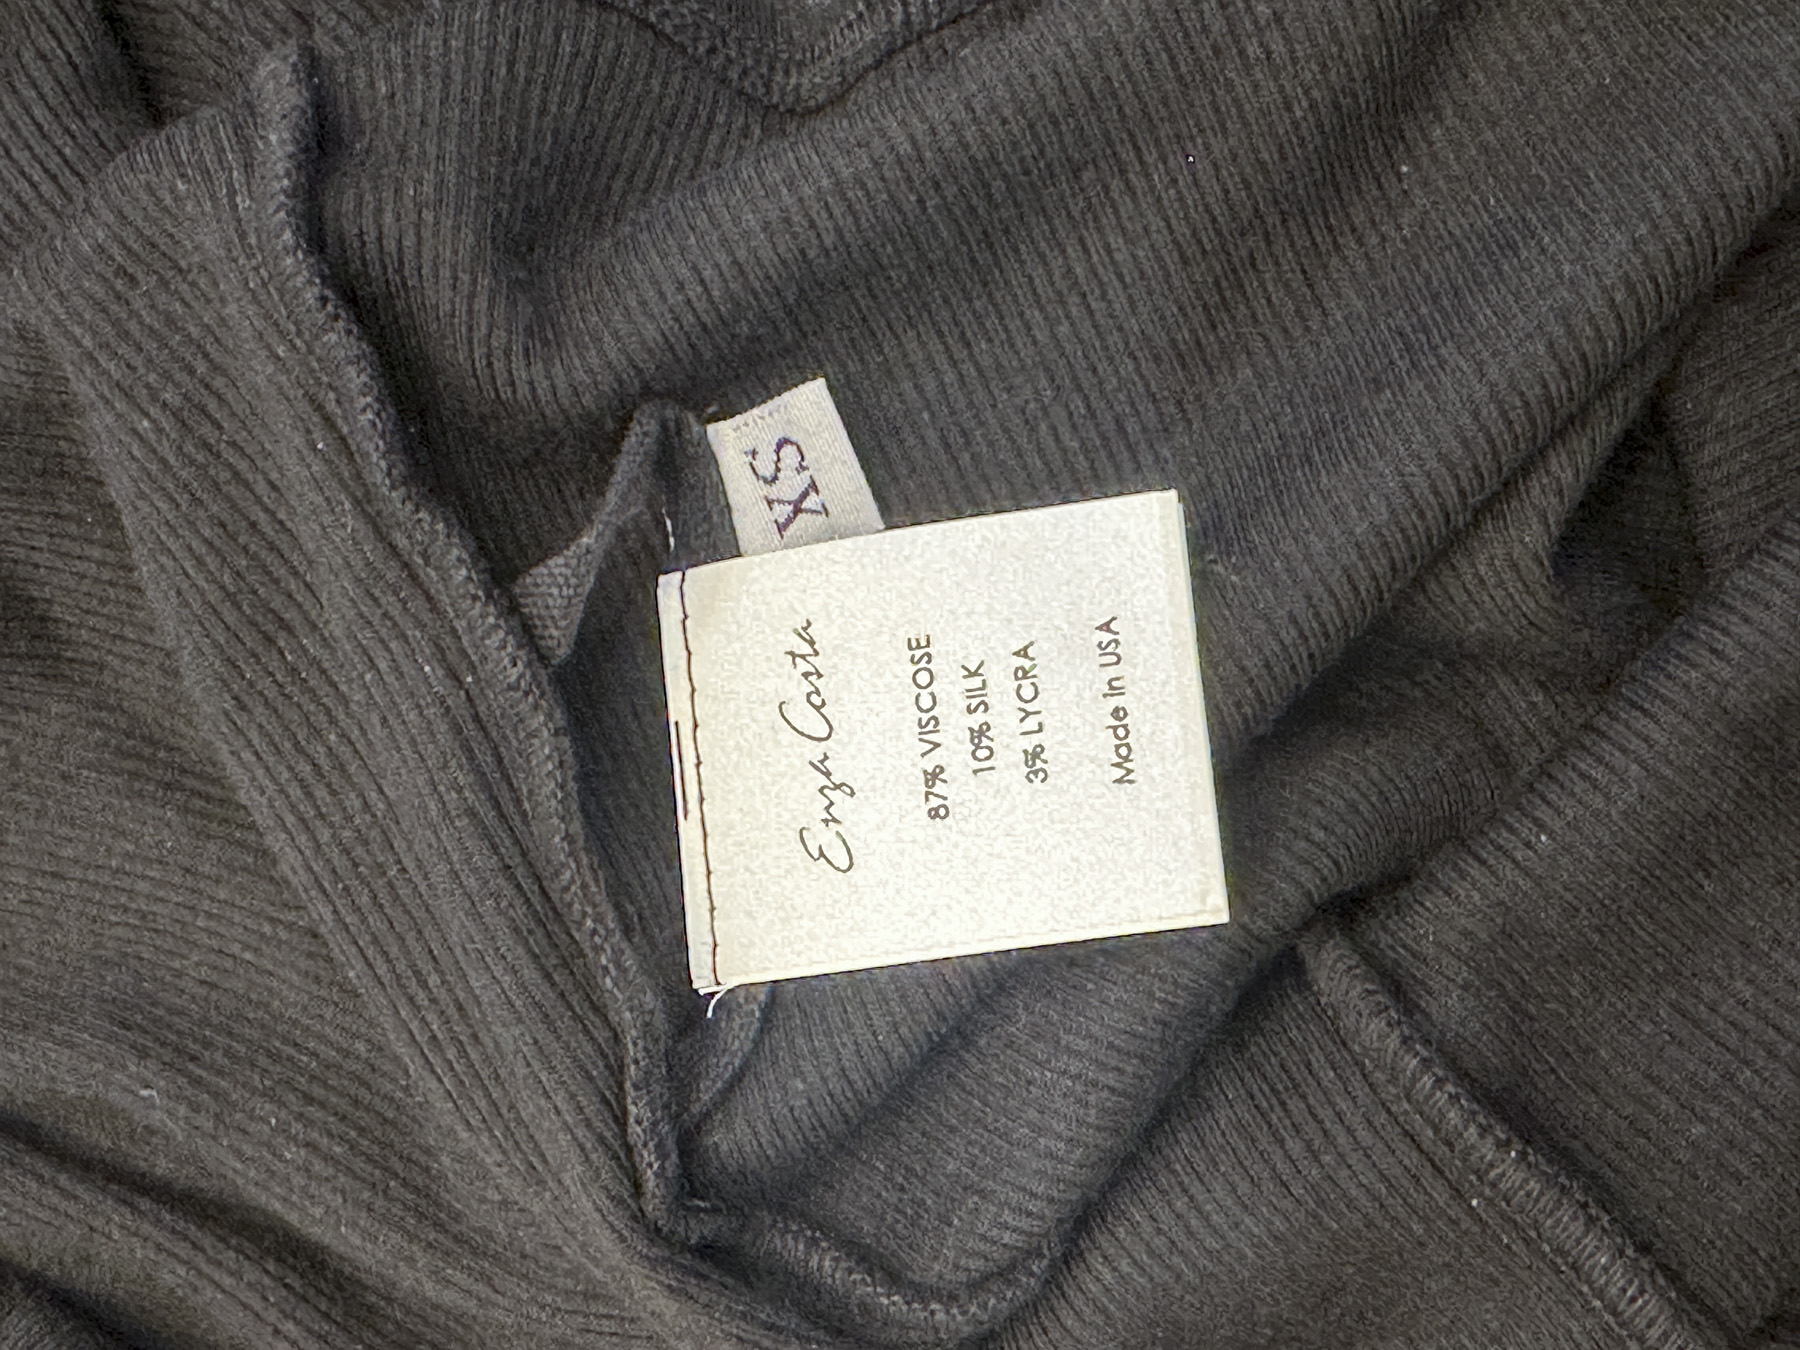 XS
Enza Costa
87% VISCOSE
10% SILK
3% LYCRA
Made In USA